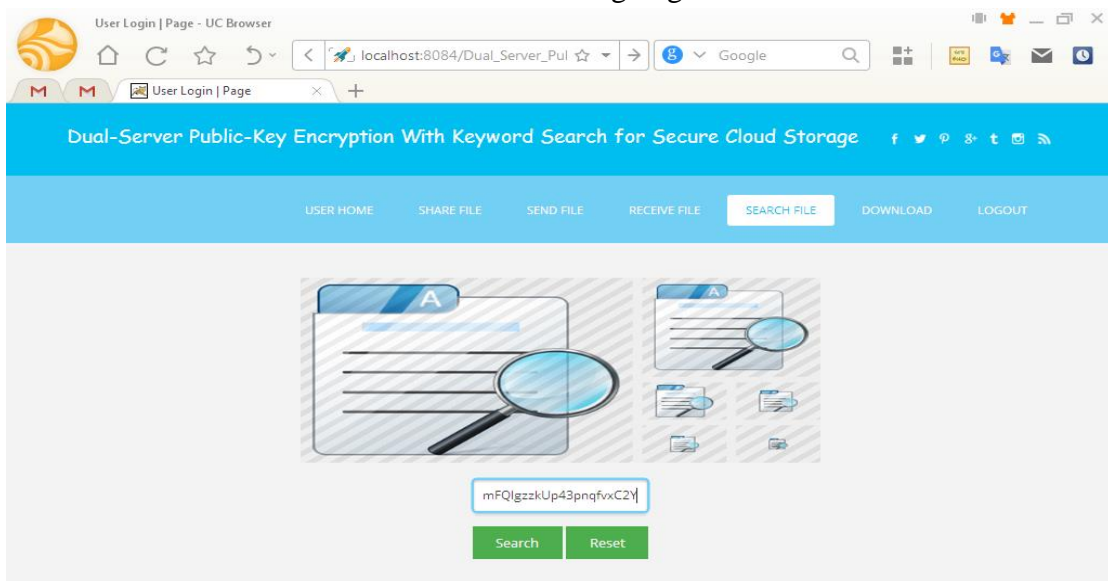 User Login | Page - UC Browser
localhost:8084/Dual_Server_Pul
Google
User Login | Page
Dual-Server Public-Key Encryption With Keyword Search for Secure Cloud Storage
USER HOME SHARE FILE SEND FILE RECEIVE FILE SEARCH FILE DOWNLOAD LOGOUT
A
A
mFQIgzzkUp43pnqfvxC2Y
Search Reset